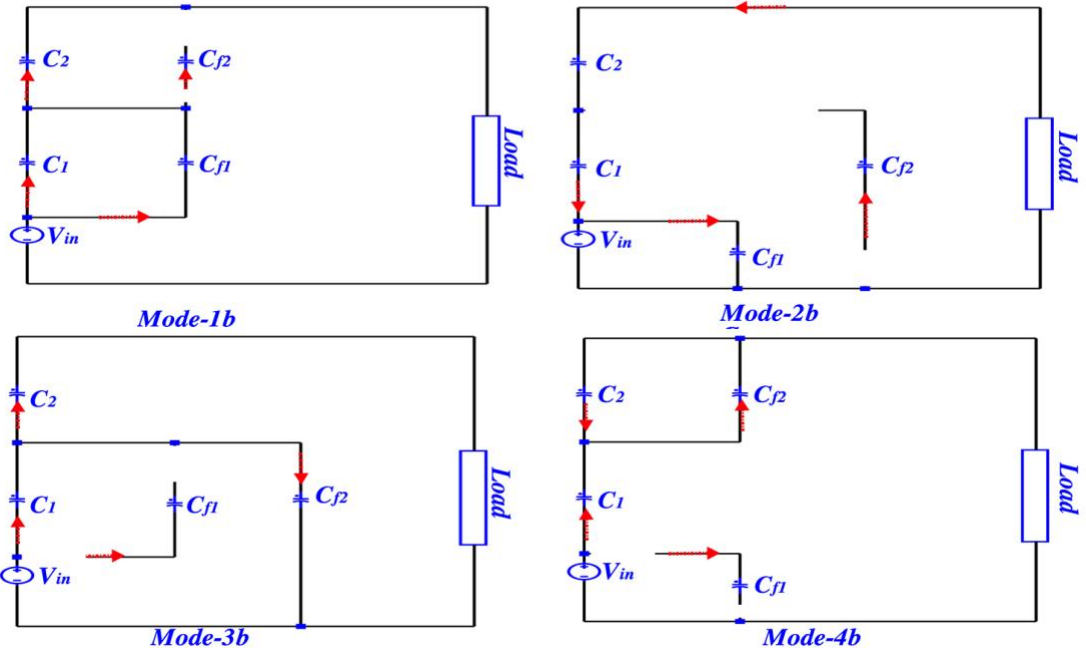 C2
Cf2
C1
Cf1
Load
Vin
Mode-1b
C2
C1
Cf2
Load
Vin
Cf1
Mode-2b
C2
C1
Cf1
Cf2
Load
Vin
Mode-3b
C2
Cf2
C1
Load
Vin
Cf1
Mode-4b